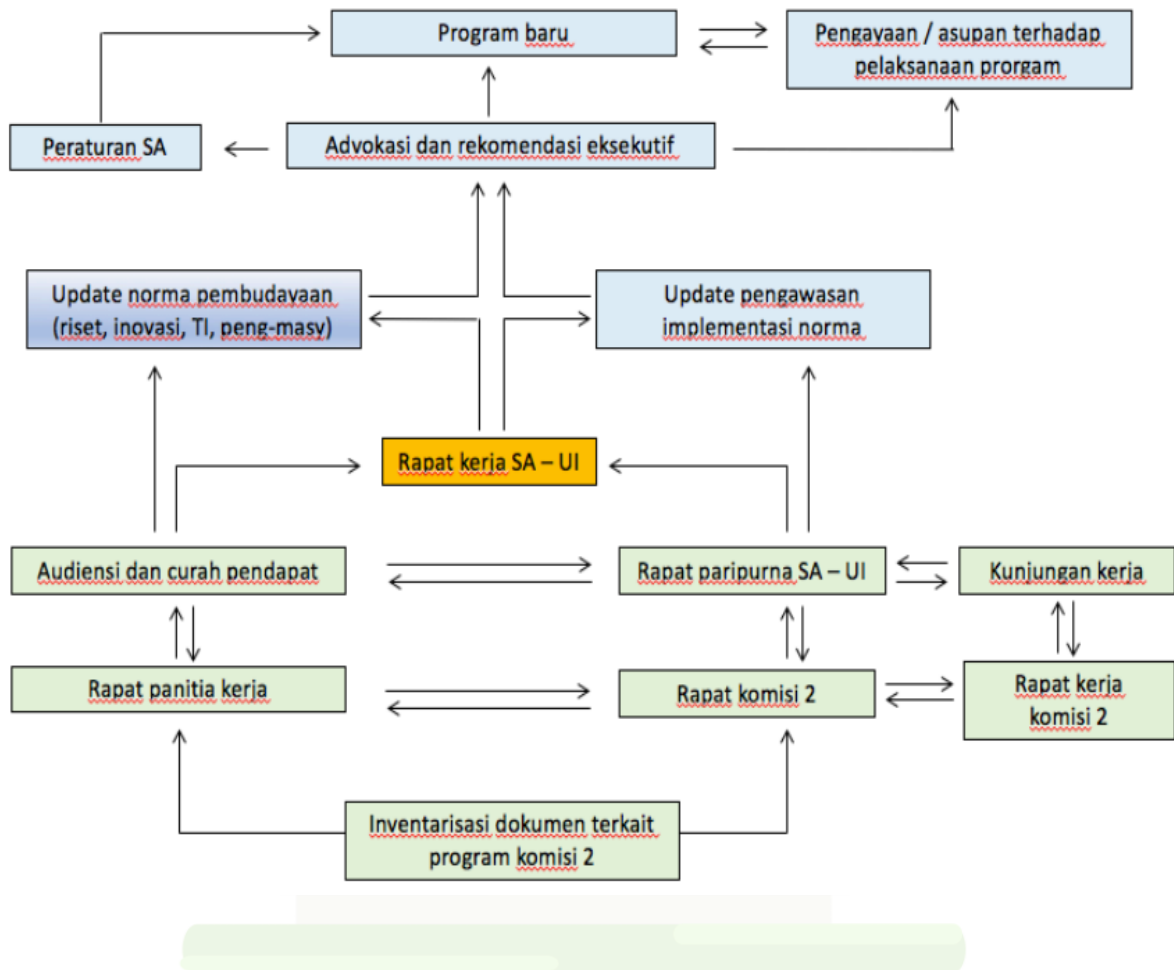 Program baru
Pengayaan / asupan terhadap
pelaksanaan prorgam
Peraturan SA
Advokasi dan rekomendasi eksekutif
Update norma pembudayaan
(riset, inovasi, TI, peng-masy)
Update pengawasan
implementasi norma
Rapat kerja SA – UI
Audiensi dan curah pendapat
Rapat paripurna SA – UI
Kunjungan kerja
Rapat panitia kerja
Rapat komisi 2
Rapat kerja
komisi 2
Inventarisasi dokumen terkait
program komisi 2